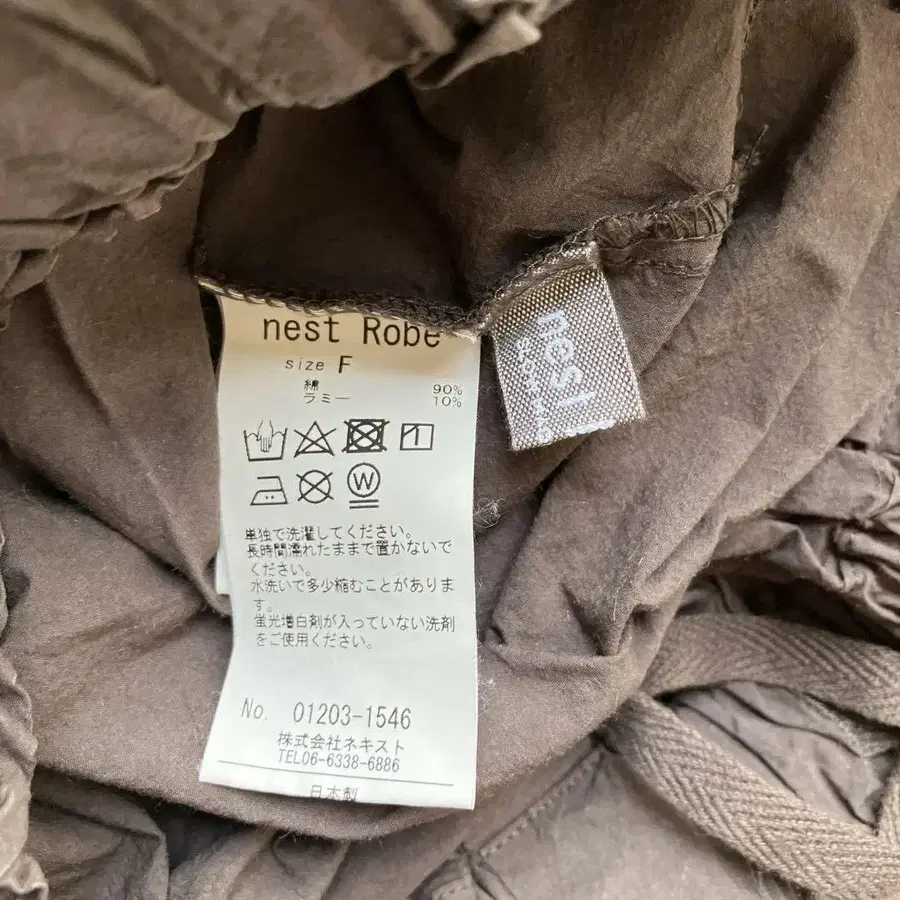 nest Robe
size F
綿 90%
ラミー 10%
W
単独で洗濯してください。
長時間濡れたままで置かないで
ください。
水洗いで多少縮むことがありま
す。
蛍光増白剤が入っていない洗剤
をご使用ください。
No. 01203-1546
株式会社ネキスト
TEL06-6338-6886
日本製
nest